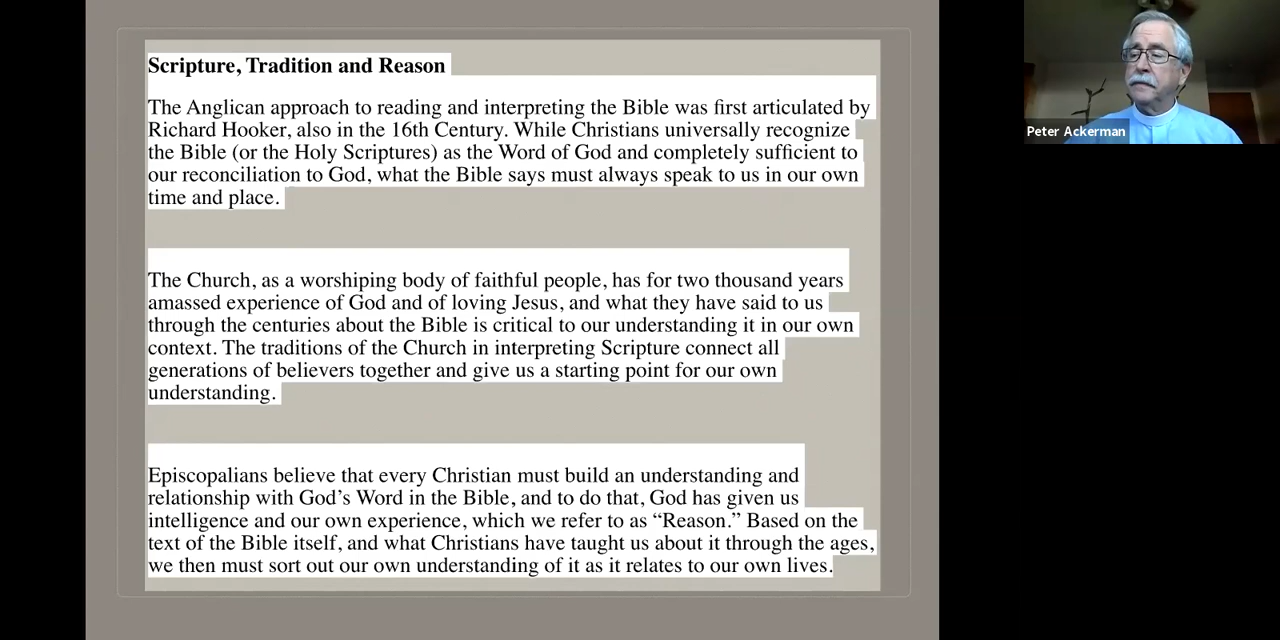 Scripture, Tradition and Reason
The Anglican approach to reading and interpreting the Bible was first articulated by
Richard Hooker, also in the 16th Century. While Christians universally recognize
the Bible (or the Holy Scriptures) as the Word of God and completely sufficient to
our reconciliation to God, what the Bible says must always speak to us in our own
time and place.
The Church, as a worshiping body of faithful people, has for two thousand years
amassed experience of God and of loving Jesus, and what they have said to us
through the centuries about the Bible is critical to our understanding it in our own
context. The traditions of the Church in interpreting Scripture connect all
generations of believers together and give us a starting point for our own
understanding.
Episcopalians believe that every Christian must build an understanding and
relationship with God’s Word in the Bible, and to do that, God has given us
intelligence and our own experience, which we refer to as “Reason.” Based on the
text of the Bible itself, and what Christians have taught us about it through the ages,
we then must sort out our own understanding of it as it relates to our own lives.
Peter Ackerman